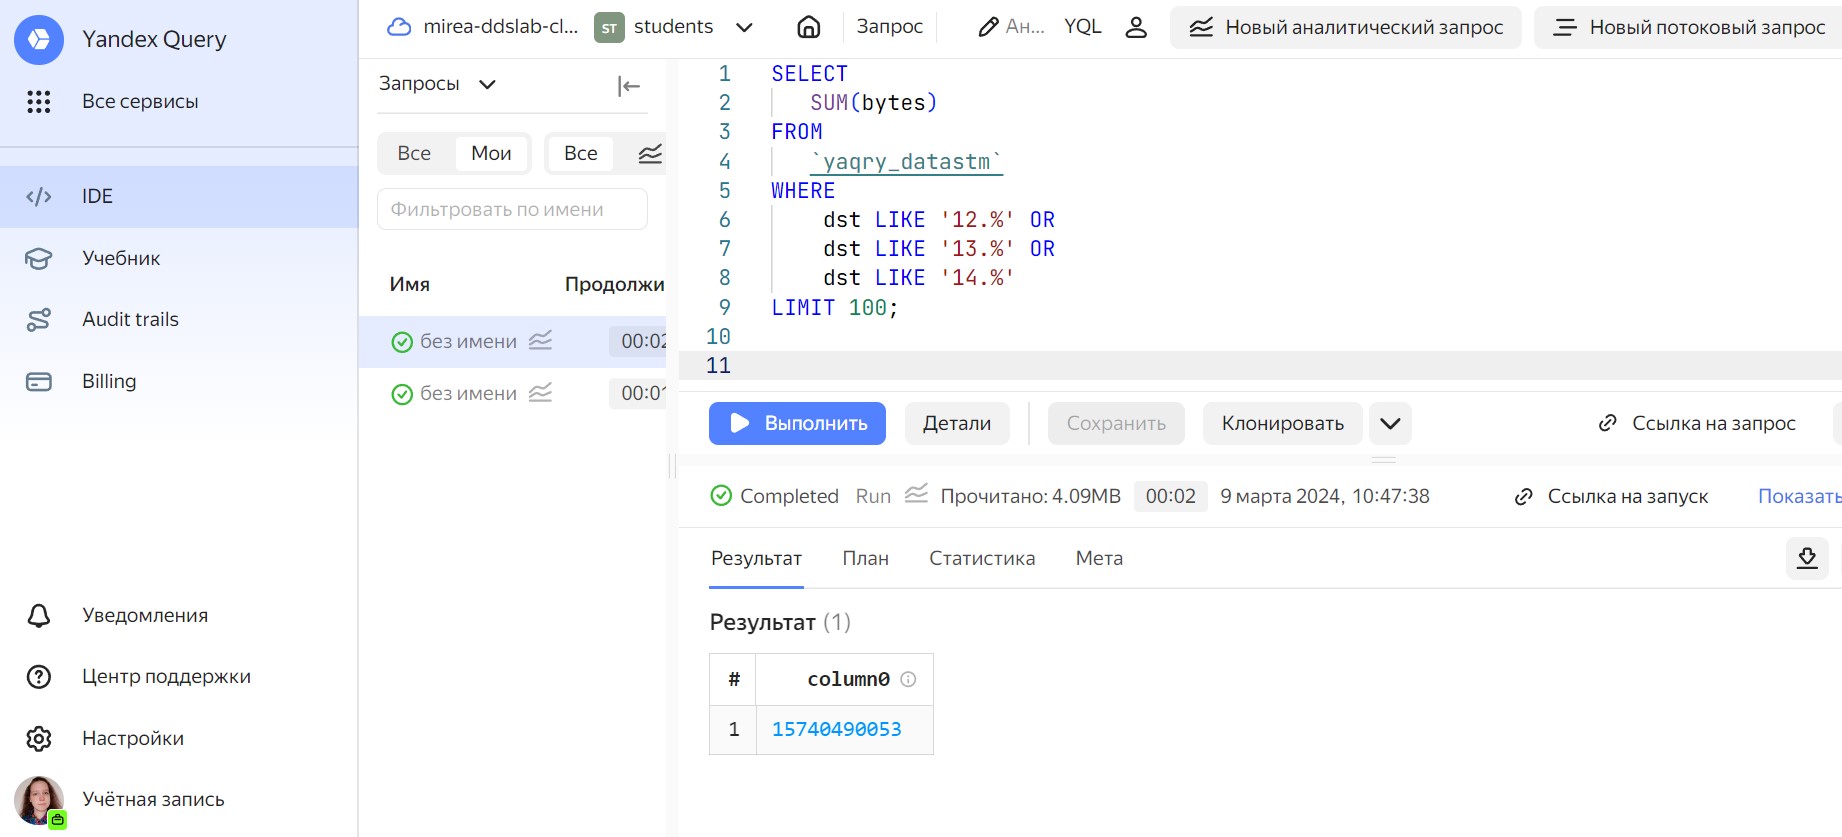 Yandex Query
Все сервисы
IDE
Учебник
Audit trails
Billing
Уведомления
Центр поддержки
Настройки
Учётная запись
mirea-ddslab-cl... ST students Запрос Ан... YQL Новый аналитический запрос Новый потоковый запрос
Запросы
Все Мои Все
Фильтровать по имени
Имя Продолжи
без имени 00:02
без имени 00:01
1 SELECT
2 SUM(bytes)
3 FROM
4 `yaqry_datastm`
5 WHERE
6 dst LIKE '12.%' OR
7 dst LIKE '13.%' OR
8 dst LIKE '14.%'
9 LIMIT 100;
10
11
Выполнить Детали Сохранить Клонировать Ссылка на запрос
Completed Run Прочитано: 4.09MB 00:02 9 марта 2024, 10:47:38 Ссылка на запуск Показать
Результат План Статистика Мета
Результат (1)
# column0
1 15740490053